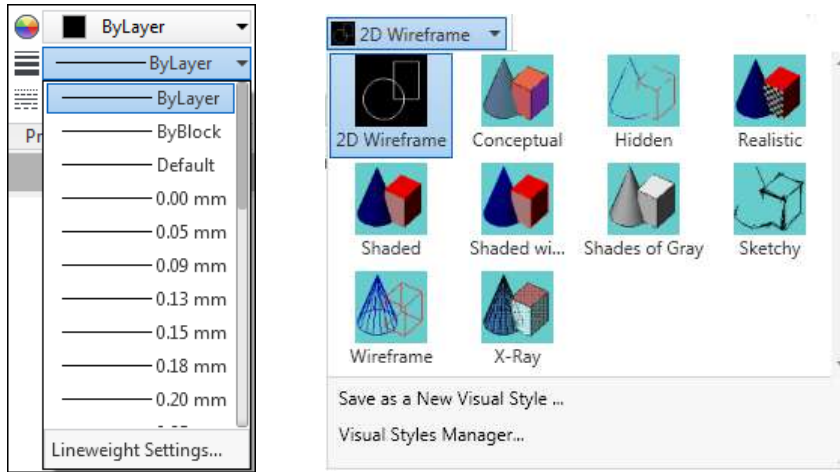 ByLayer
ByLayer
ByLayer
ByBlock
Default
0.00 mm
0.05 mm
0.09 mm
0.13 mm
0.15 mm
0.18 mm
0.20 mm
Lineweight Settings...
Pr
2D Wireframe
2D Wireframe Conceptual Hidden Realistic
Shaded Shaded wi... Shades of Gray Sketchy
Wireframe X-Ray
Save as a New Visual Style ...
Visual Styles Manager...